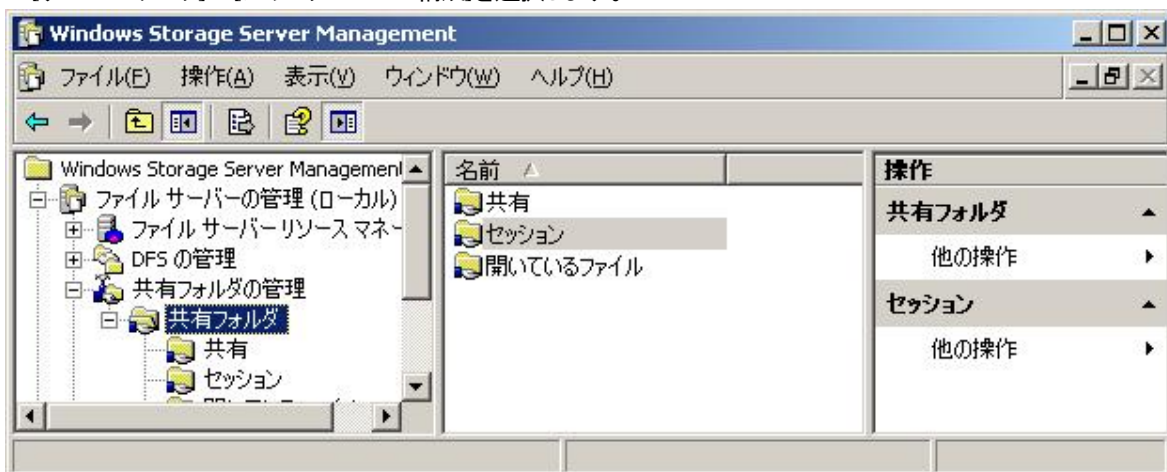 Windows Storage Server Management
ファイル(F) 操作(A) 表示(V) ウィンドウ(W) ヘルプ(H)
Windows Storage Server Management
ファイル サーバーの管理 (ローカル)
ファイル サーバー リソース マネー
DFS の管理
共有フォルダの管理
共有フォルダ
共有
セッション
名前
共有
セッション
開いているファイル
操作
共有フォルダ
他の操作
セッション
他の操作